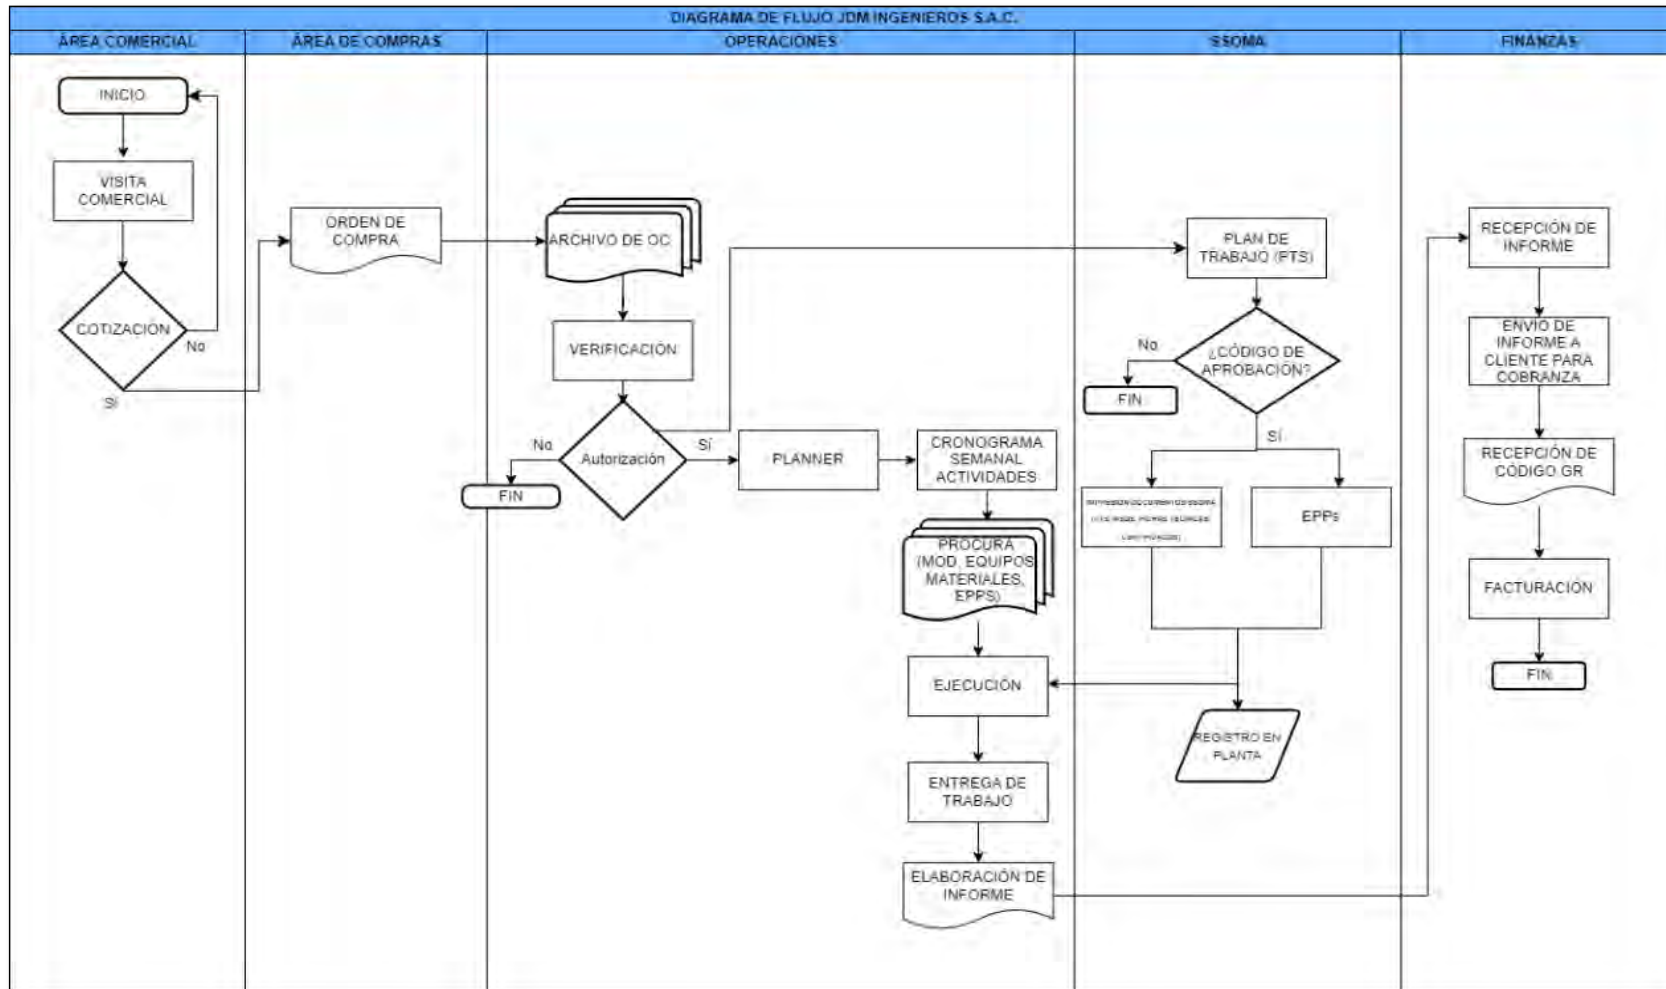 DIAGRAMA DE FLUJO JDM INGENIEROS S.A.C.
ÁREA COMERCIAL
ÁREA DE COMPRAS
OPERACIONES
SSOMA
FINANZAS
INICIO
VISITA
COMERCIAL
COTIZACIÓN
No
Sí
ORDEN DE
COMPRA
ARCHIVO DE OC
VERIFICACIÓN
Autorización
No
Sí
FIN
PLANNER
CRONOGRAMA
SEMANAL
ACTIVIDADES
PROCURA
(MOD, EQUIPOS
MATERIALES,
EPPS)
EJECUCIÓN
ENTREGA DE
TRABAJO
ELABORACIÓN DE
INFORME
PLAN DE
TRABAJO (PTS)
¿CÓDIGO DE
APROBACIÓN?
No
FIN
Sí
IMPRESIÓN DOCUMENTOS SSOMA
EPPs
REGISTRO EN
PLANTA
RECEPCIÓN DE
INFORME
ENVÍO DE
INFORME A
CLIENTE PARA
COBRANZA
RECEPCIÓN DE
CÓDIGO GR
FACTURACIÓN
FIN